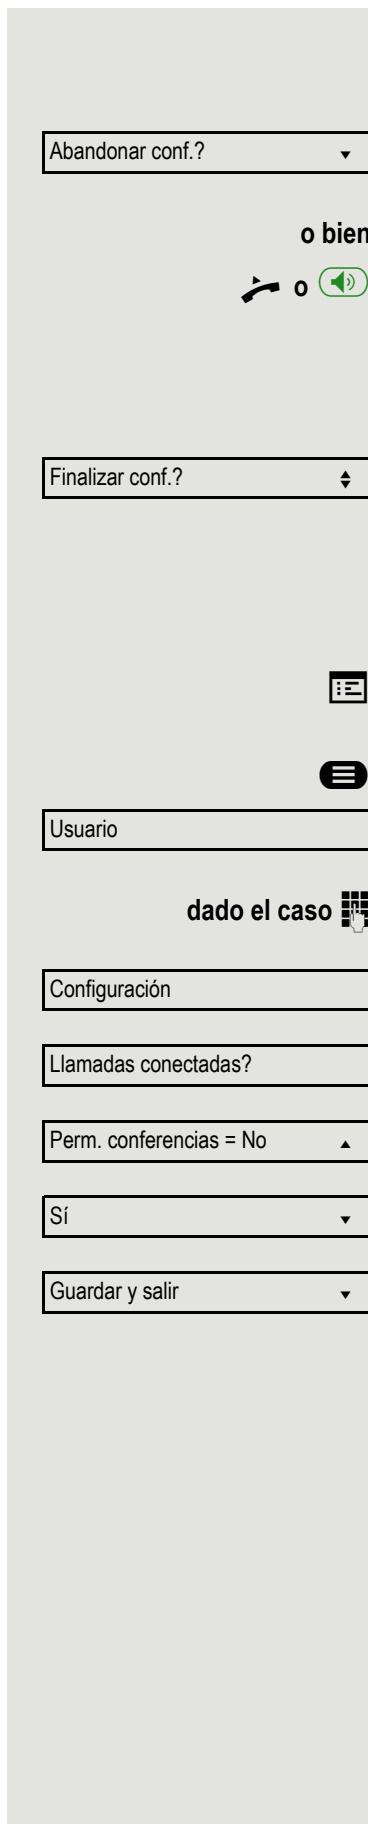 Abandonar conf.?
o bien
o
Finalizar conf.?
Usuario
dado el caso
Configuración
Llamadas conectadas?
Perm. conferencias = No
Sí
Guardar y salir